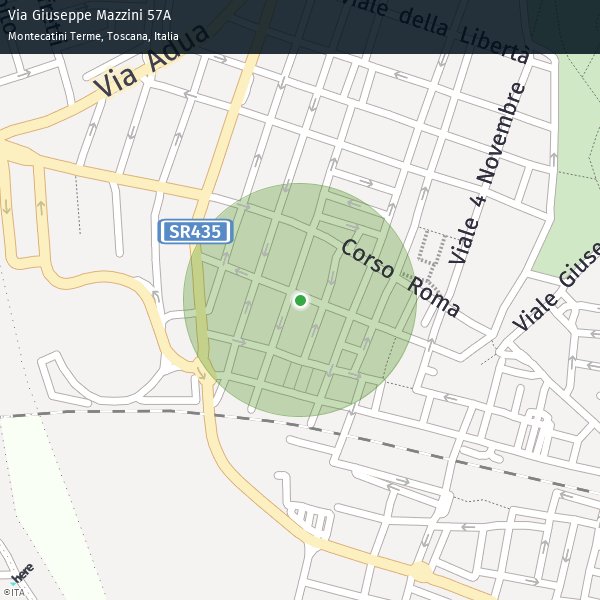 Via Giuseppe Mazzini 57A
Montecatini Terme, Toscana, Italia
Viale della Libertà
Via Adua
Viale 4 Novembre
SR435
Corso Roma
Viale Giuse
here
©ITA